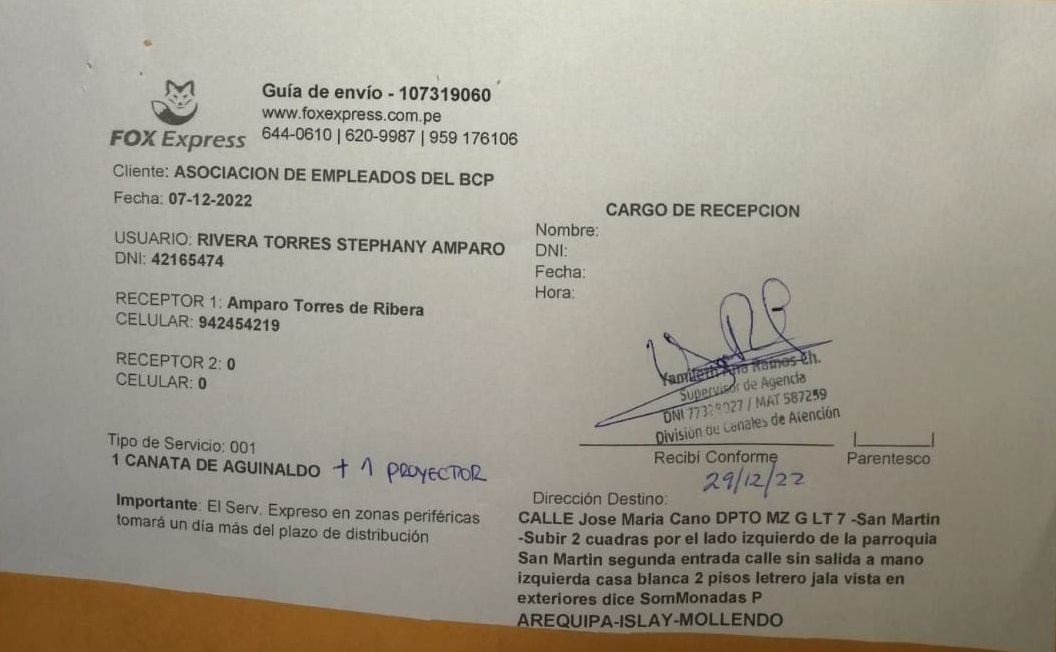 Guía de envío - 107319060
www.foxexpress.com.pe
644-0610 | 620-9987 | 959 176106
FOX Express
Cliente: ASOCIACION DE EMPLEADOS DEL BCP
Fecha: 07-12-2022
USUARIO: RIVERA TORRES STEPHANY AMPARO
DNI: 42165474
RECEPTOR 1: Amparo Torres de Ribera
CELULAR: 942454219
RECEPTOR 2: 0
CELULAR: 0
Tipo de Servicio: 001
1 CANATA DE AGUINALDO + 1 PROYECTOR
Importante: El Serv. Expreso en zonas periféricas
tomará un día más del plazo de distribución
CARGO DE RECEPCION
Nombre:
DNI:
Fecha:
Hora:
Ramos Ch.
Supervisor de Agencia
DNI / MAT 587259
División de Canales de Atención
Recibí Conforme
Parentesco
29/12/22
Dirección Destino:
CALLE Jose Maria Cano DPTO MZ G LT 7 -San Martin
-Subir 2 cuadras por el lado izquierdo de la parroquia
San Martin segunda entrada calle sin salida a mano
izquierda casa blanca 2 pisos letrero jala vista en
exteriores dice SomMonadas P
AREQUIPA-ISLAY-MOLLENDO